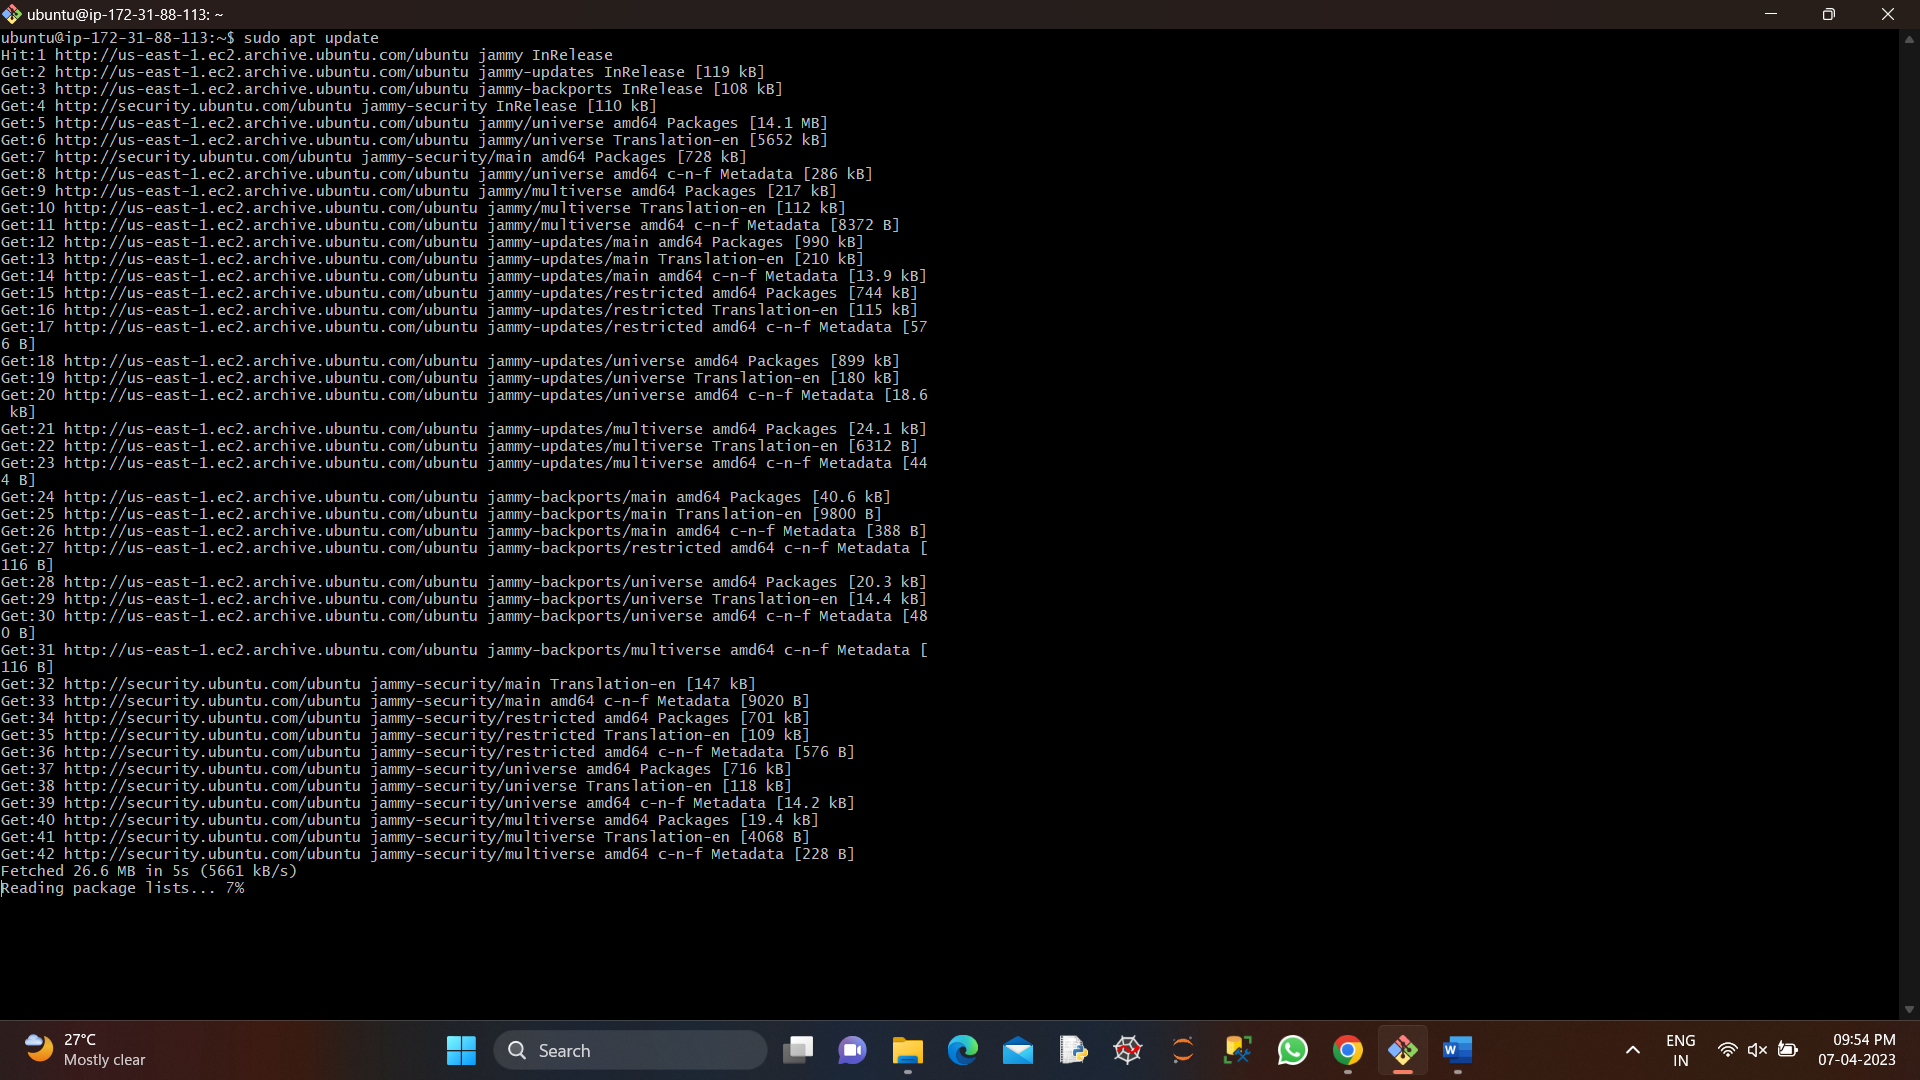 ubuntu@ip-172-31-88-113: ~
ubuntu@ip-172-31-88-113:~$ sudo apt update
Hit:1 http://us-east-1.ec2.archive.ubuntu.com/ubuntu jammy InRelease
Get:2 http://us-east-1.ec2.archive.ubuntu.com/ubuntu jammy-updates InRelease [119 kB]
Get:3 http://us-east-1.ec2.archive.ubuntu.com/ubuntu jammy-backports InRelease [108 kB]
Get:4 http://security.ubuntu.com/ubuntu jammy-security InRelease [110 kB]
Get:5 http://us-east-1.ec2.archive.ubuntu.com/ubuntu jammy/universe amd64 Packages [14.1 MB]
Get:6 http://us-east-1.ec2.archive.ubuntu.com/ubuntu jammy/universe Translation-en [5652 kB]
Get:7 http://security.ubuntu.com/ubuntu jammy-security/main amd64 Packages [728 kB]
Get:8 http://us-east-1.ec2.archive.ubuntu.com/ubuntu jammy/universe amd64 c-n-f Metadata [286 kB]
Get:9 http://us-east-1.ec2.archive.ubuntu.com/ubuntu jammy/multiverse amd64 Packages [217 kB]
Get:10 http://us-east-1.ec2.archive.ubuntu.com/ubuntu jammy/multiverse Translation-en [112 kB]
Get:11 http://us-east-1.ec2.archive.ubuntu.com/ubuntu jammy/multiverse amd64 c-n-f Metadata [8372 B]
Get:12 http://us-east-1.ec2.archive.ubuntu.com/ubuntu jammy-updates/main amd64 Packages [990 kB]
Get:13 http://us-east-1.ec2.archive.ubuntu.com/ubuntu jammy-updates/main Translation-en [210 kB]
Get:14 http://us-east-1.ec2.archive.ubuntu.com/ubuntu jammy-updates/main amd64 c-n-f Metadata [13.9 kB]
Get:15 http://us-east-1.ec2.archive.ubuntu.com/ubuntu jammy-updates/restricted amd64 Packages [744 kB]
Get:16 http://us-east-1.ec2.archive.ubuntu.com/ubuntu jammy-updates/restricted Translation-en [115 kB]
Get:17 http://us-east-1.ec2.archive.ubuntu.com/ubuntu jammy-updates/restricted amd64 c-n-f Metadata [57
6 B]
Get:18 http://us-east-1.ec2.archive.ubuntu.com/ubuntu jammy-updates/universe amd64 Packages [899 kB]
Get:19 http://us-east-1.ec2.archive.ubuntu.com/ubuntu jammy-updates/universe Translation-en [180 kB]
Get:20 http://us-east-1.ec2.archive.ubuntu.com/ubuntu jammy-updates/universe amd64 c-n-f Metadata [18.6
kB]
Get:21 http://us-east-1.ec2.archive.ubuntu.com/ubuntu jammy-updates/multiverse amd64 Packages [24.1 kB]
Get:22 http://us-east-1.ec2.archive.ubuntu.com/ubuntu jammy-updates/multiverse Translation-en [6312 B]
Get:23 http://us-east-1.ec2.archive.ubuntu.com/ubuntu jammy-updates/multiverse amd64 c-n-f Metadata [44
4 B]
Get:24 http://us-east-1.ec2.archive.ubuntu.com/ubuntu jammy-backports/main amd64 Packages [40.6 kB]
Get:25 http://us-east-1.ec2.archive.ubuntu.com/ubuntu jammy-backports/main Translation-en [9800 B]
Get:26 http://us-east-1.ec2.archive.ubuntu.com/ubuntu jammy-backports/main amd64 c-n-f Metadata [388 B]
Get:27 http://us-east-1.ec2.archive.ubuntu.com/ubuntu jammy-backports/restricted amd64 c-n-f Metadata [
116 B]
Get:28 http://us-east-1.ec2.archive.ubuntu.com/ubuntu jammy-backports/universe amd64 Packages [20.3 kB]
Get:29 http://us-east-1.ec2.archive.ubuntu.com/ubuntu jammy-backports/universe Translation-en [14.4 kB]
Get:30 http://us-east-1.ec2.archive.ubuntu.com/ubuntu jammy-backports/universe amd64 c-n-f Metadata [48
0 B]
Get:31 http://us-east-1.ec2.archive.ubuntu.com/ubuntu jammy-backports/multiverse amd64 c-n-f Metadata [
116 B]
Get:32 http://security.ubuntu.com/ubuntu jammy-security/main Translation-en [147 kB]
Get:33 http://security.ubuntu.com/ubuntu jammy-security/main amd64 c-n-f Metadata [9020 B]
Get:34 http://security.ubuntu.com/ubuntu jammy-security/restricted amd64 Packages [701 kB]
Get:35 http://security.ubuntu.com/ubuntu jammy-security/restricted Translation-en [109 kB]
Get:36 http://security.ubuntu.com/ubuntu jammy-security/restricted amd64 c-n-f Metadata [576 B]
Get:37 http://security.ubuntu.com/ubuntu jammy-security/universe amd64 Packages [716 kB]
Get:38 http://security.ubuntu.com/ubuntu jammy-security/universe Translation-en [118 kB]
Get:39 http://security.ubuntu.com/ubuntu jammy-security/universe amd64 c-n-f Metadata [14.2 kB]
Get:40 http://security.ubuntu.com/ubuntu jammy-security/multiverse amd64 Packages [19.4 kB]
Get:41 http://security.ubuntu.com/ubuntu jammy-security/multiverse Translation-en [4068 B]
Get:42 http://security.ubuntu.com/ubuntu jammy-security/multiverse amd64 c-n-f Metadata [228 B]
Fetched 26.6 MB in 5s (5661 kB/s)
Reading package lists... 7%
27°C
Mostly clear
Search
W
ENG
IN
09:54 PM
07-04-2023